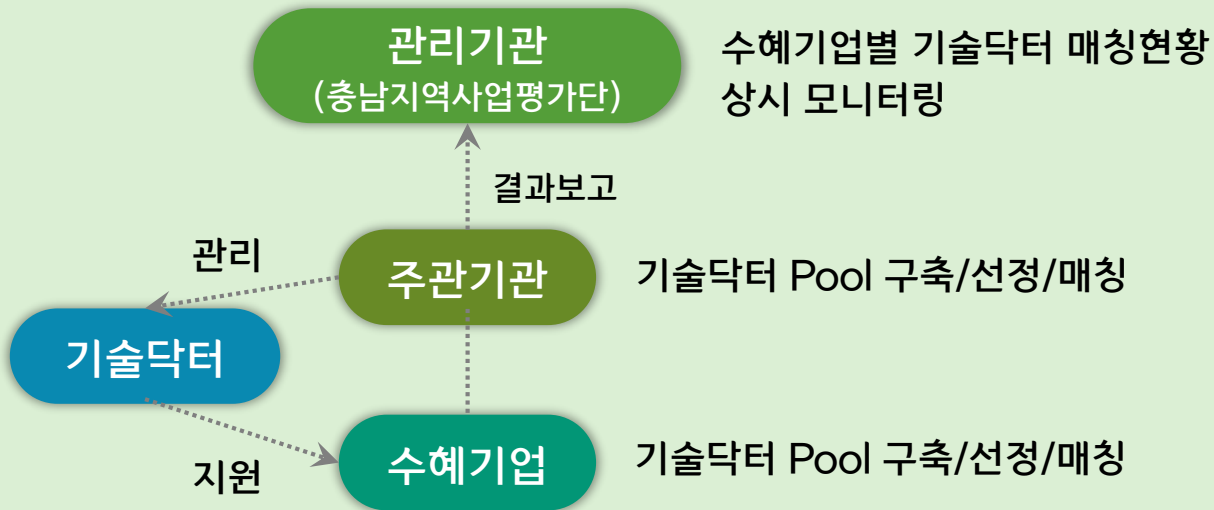 관리기관
(충남지역사업평가단)
수혜기업별 기술닥터 매칭현황
상시 모니터링
결과보고
관리
주관기관
기술닥터 Pool 구축/선정/매칭
기술닥터
지원
수혜기업
기술닥터 Pool 구축/선정/매칭